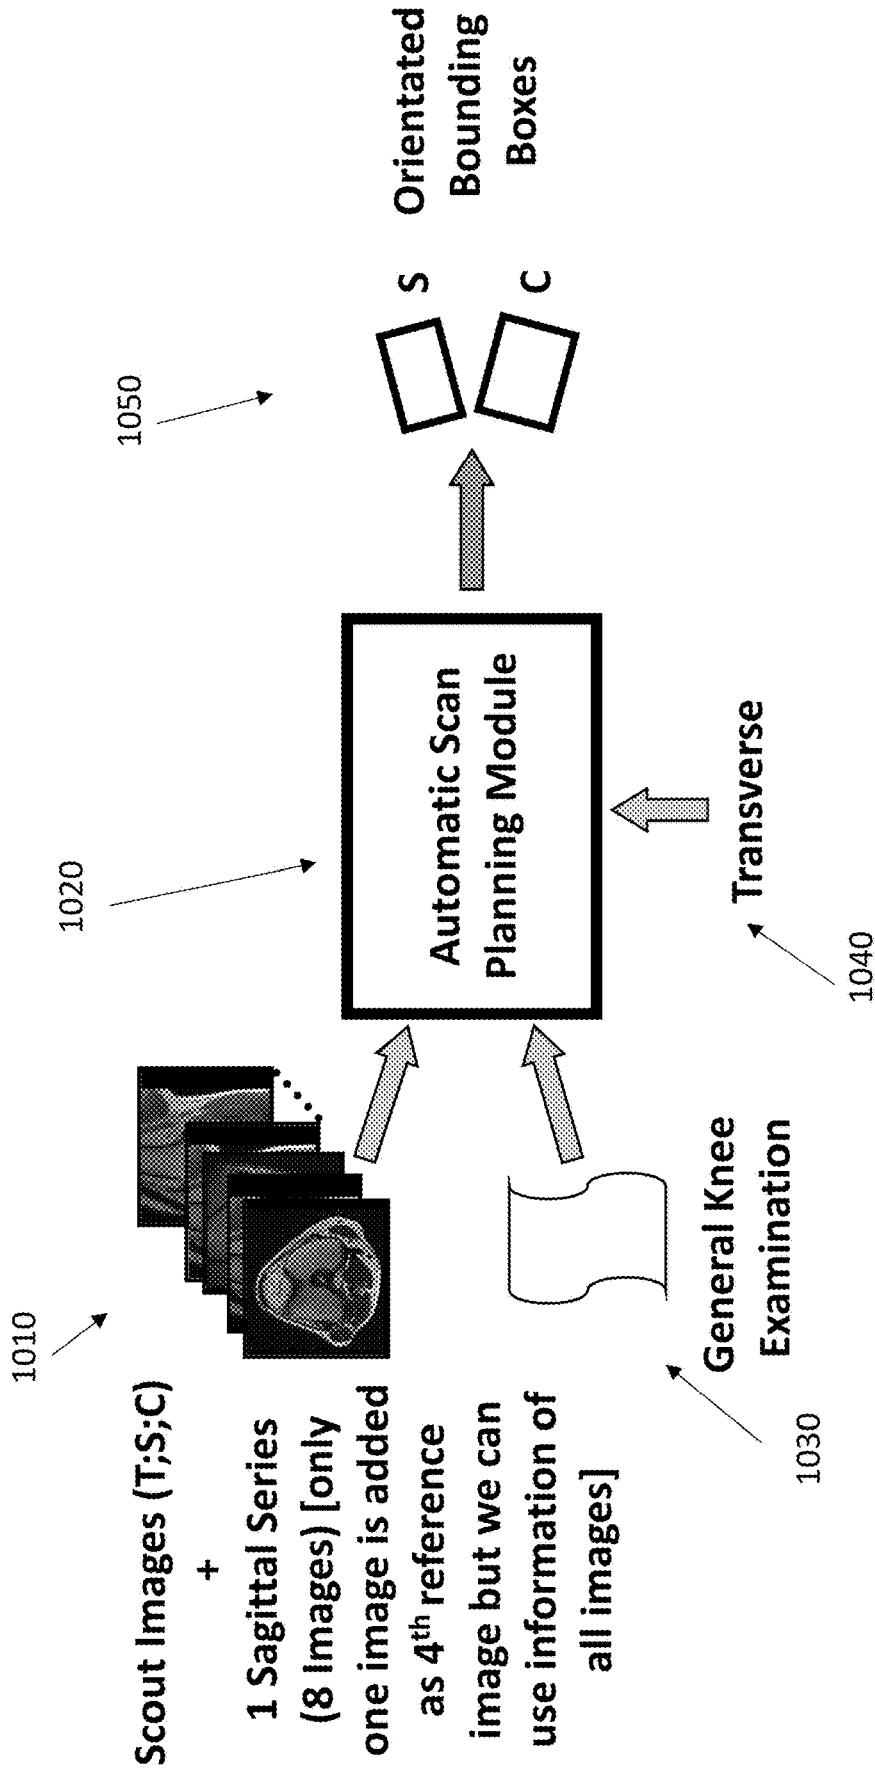 1010
Scout Images (T;S;C)
+
1 Sagittal Series
(8 Images) [only
one image is added
as 4th reference
image but we can
use information of
all images]
1030
General Knee
Examination
1020
Automatic Scan
Planning Module
1040
Transverse
1050
S
C
Orientated
Bounding
Boxes